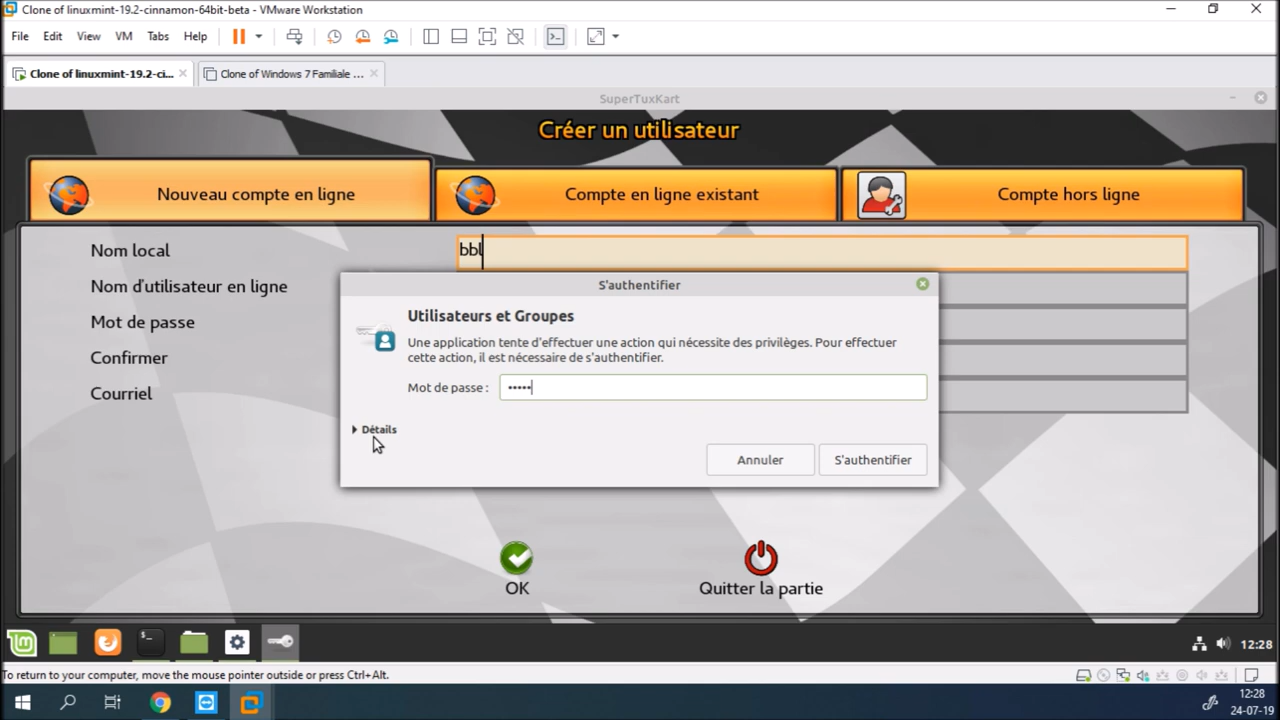 Clone of linuxmint-19.2-cinnamon-64bit-beta - VMware Workstation
File Edit View VM Tabs Help
Clone of linuxmint-19.2-ci... Clone of Windows 7 Familiale ...
SuperTuxKart
Créer un utilisateur
Nouveau compte en ligne Compte en ligne existant Compte hors ligne
Nom local bbl
Nom d'utilisateur en ligne
Mot de passe
Confirmer
Courriel
S'authentifier
Utilisateurs et Groupes
Une application tente d'effectuer une action qui nécessite des privilèges. Pour effectuer
cette action, il est nécessaire de s'authentifier.
Mot de passe : •••••
Détails
Annuler S'authentifier
OK Quitter la partie
12:28
To return to your computer, move the mouse pointer outside or press Ctrl+Alt.
12:28
24-07-19